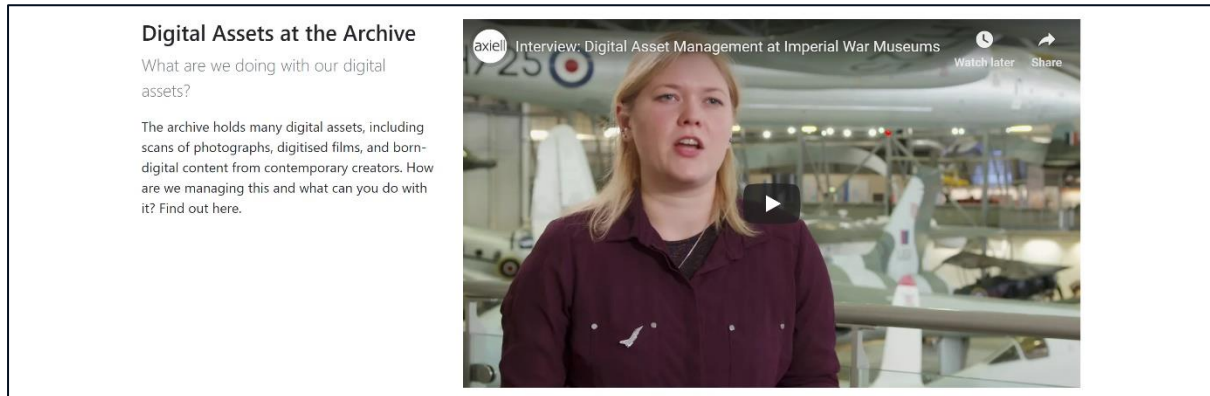 Digital Assets at the Archive
What are we doing with our digital
assets?
The archive holds many digital assets, including
scans of photographs, digitised films, and born-
digital content from contemporary creators. How
are we managing this and what can you do with
it? Find out here.
axiell
Interview: Digital Asset Management at Imperial War Museums
Watch later
Share
725